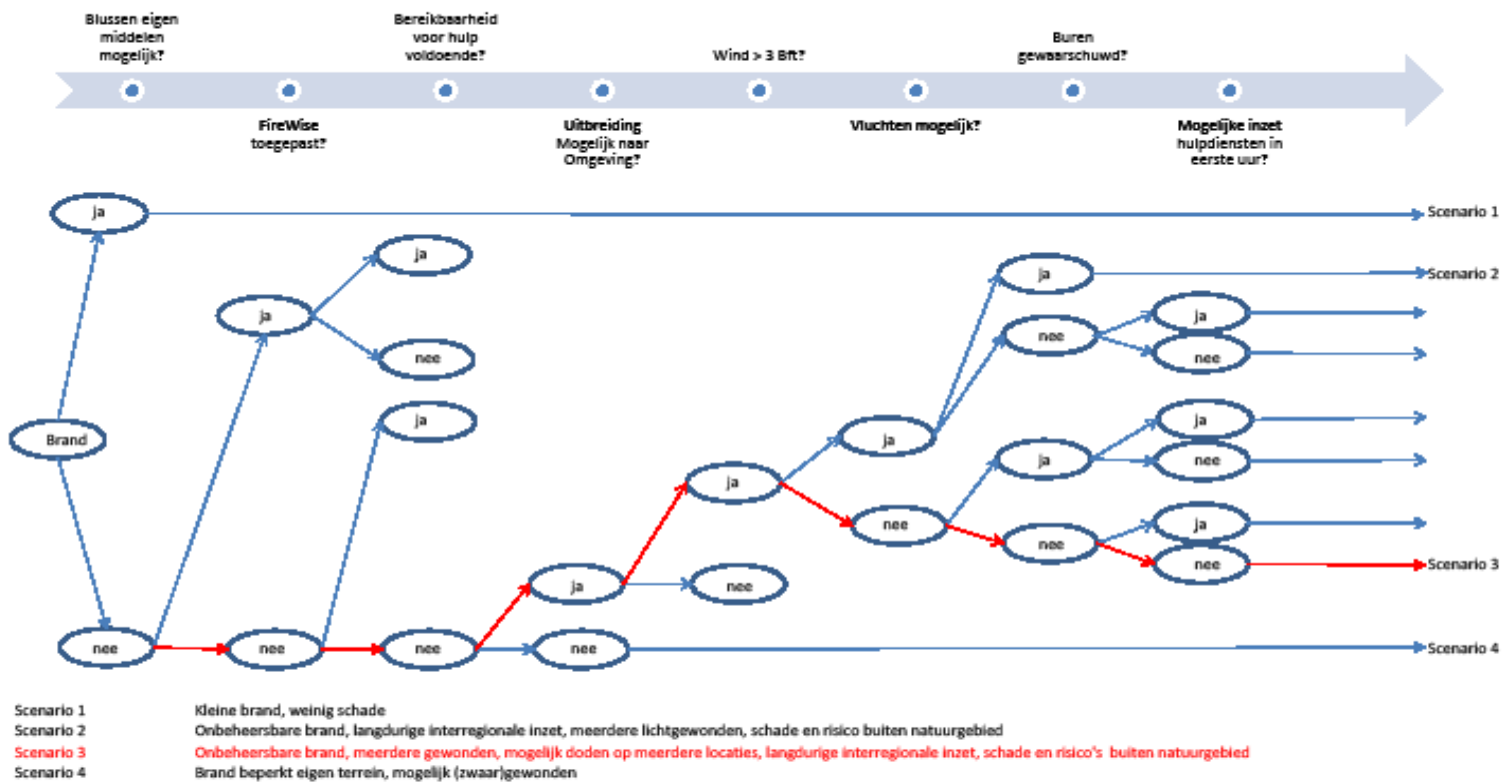 Blussen eigen
middelen
mogelijk?
Bereikbaarheid
voor hulp
voldoende?
Wind > 3 Bft?
Buren
gewaarschuwd?
FireWise
toegepast?
Uitbreiding
Mogelijk naar
Omgeving?
Vluchten mogelijk?
Mogelijke inzet
hulpdiensten in
eerste uur?
ja
Scenario 1
ja
ja
Scenario 2
ja
ja
nee
nee
nee
ja
ja
Brand
ja
ja
nee
ja
nee
ja
nee
nee
ja
nee
Scenario 3
nee
nee
nee
nee
Scenario 4
Scenario 1 Kleine brand, weinig schade
Scenario 2 Onbeheersbare brand, langdurige interregionale inzet, meerdere lichtgewonden, schade en risico buiten natuurgebied
Scenario 3 Onbeheersbare brand, meerdere gewonden, mogelijk doden op meerdere locaties, langdurige interregionale inzet, schade en risico's buiten natuurgebied
Scenario 4 Brand beperkt eigen terrein, mogelijk (zwaar)gewonden